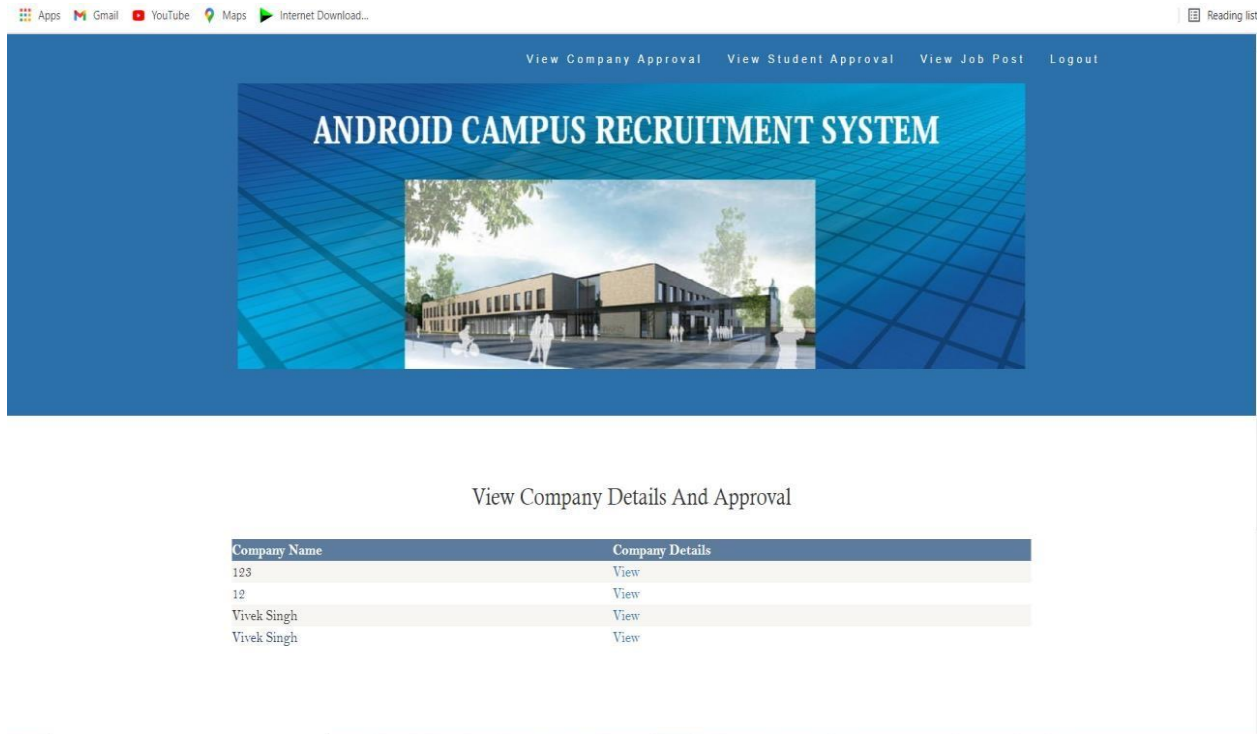 Apps Gmail YouTube Maps Internet Download... Reading list
View Company Approval View Student Approval View Job Post Logout
ANDROID CAMPUS RECRUITMENT SYSTEM
View Company Details And Approval
Company Name Company Details
123 View
12 View
Vivek Singh View
Vivek Singh View